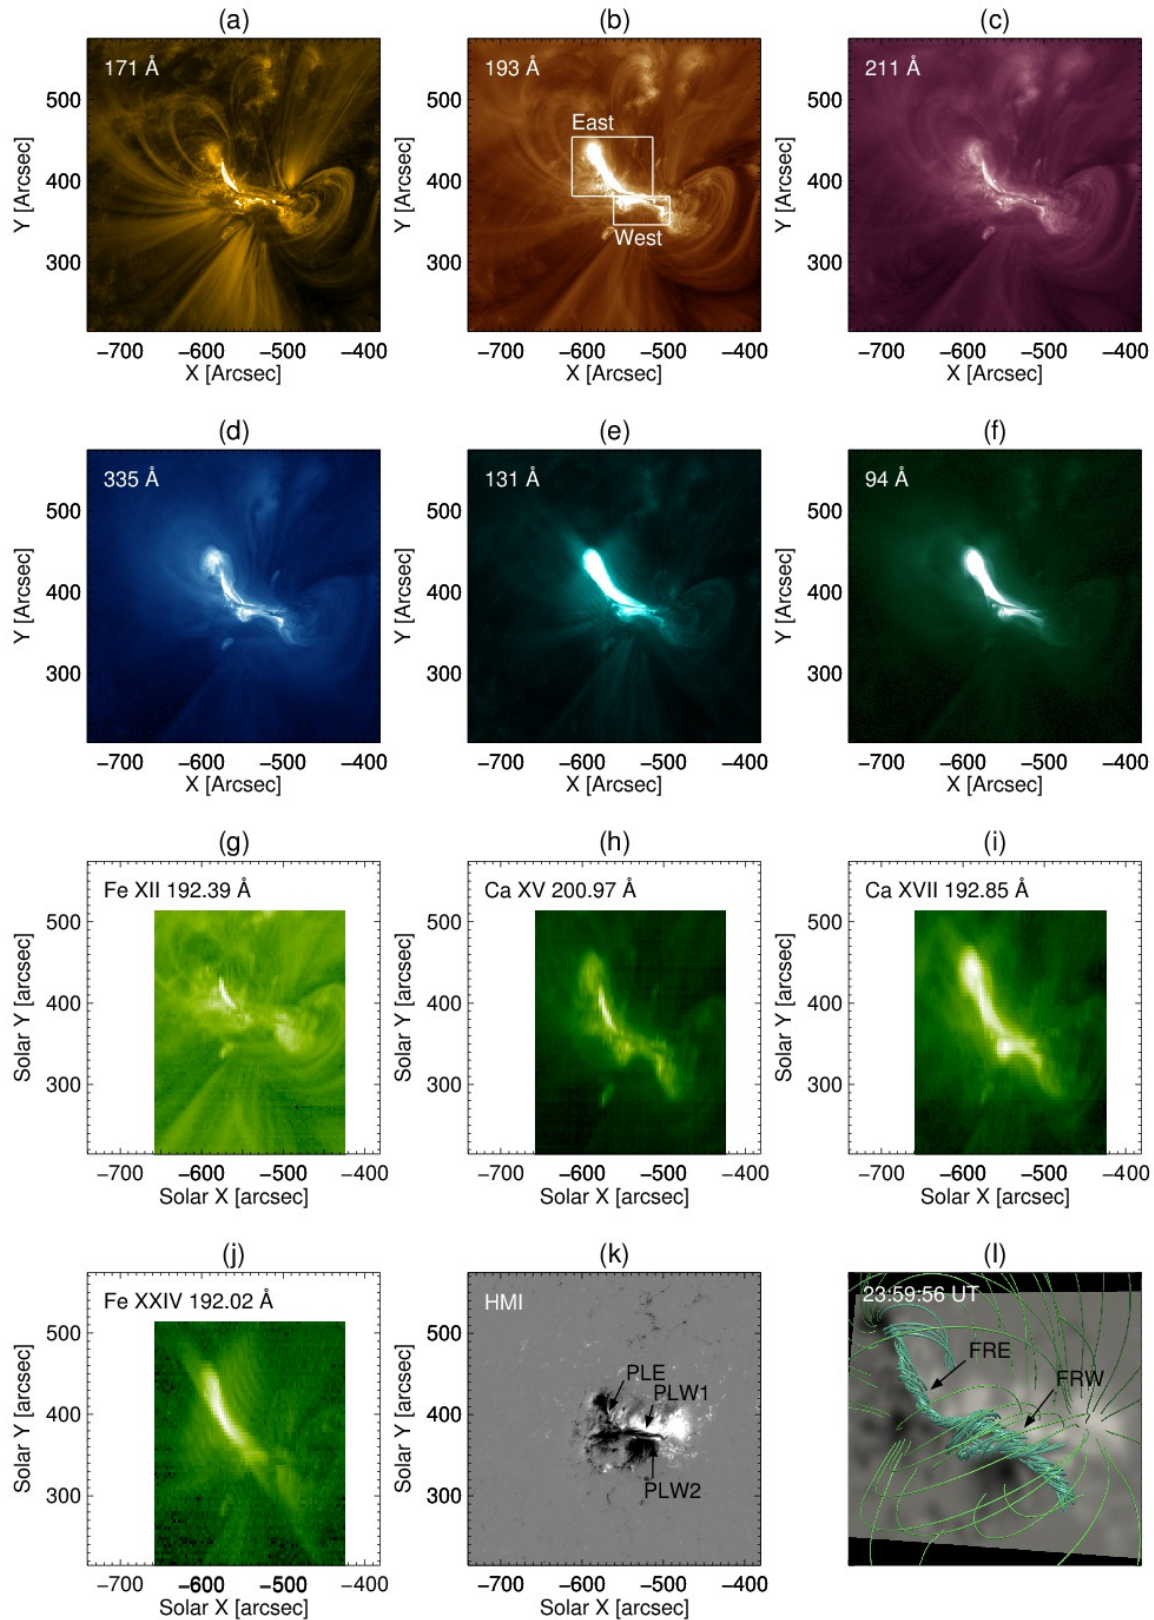 (a) (b) (c)
171 Å 193 Å 211 Å
East
West
500 500 500
400 400 400
300 300 300
Y [Arcsec] Y [Arcsec] Y [Arcsec]
−700 −600 −500 −400 −700 −600 −500 −400 −700 −600 −500 −400
X [Arcsec] X [Arcsec] X [Arcsec]
(d) (e) (f)
335 Å 131 Å 94 Å
500 500 500
400 400 400
300 300 300
Y [Arcsec] Y [Arcsec] Y [Arcsec]
−700 −600 −500 −400 −700 −600 −500 −400 −700 −600 −500 −400
X [Arcsec] X [Arcsec] X [Arcsec]
(g) (h) (i)
Fe XII 192.39 Å Ca XV 200.97 Å Ca XVII 192.85 Å
500 500 500
400 400 400
300 300 300
Solar Y [arcsec] Solar Y [arcsec] Solar Y [arcsec]
−700 −600 −500 −400 −700 −600 −500 −400 −700 −600 −500 −400
Solar X [arcsec] Solar X [arcsec] Solar X [arcsec]
(j) (k) (l)
Fe XXIV 192.02 Å HMI 23:59:56 UT
PLE
PLW1
PLW2
FRE
FRW
500 500
400 400
300 300
Solar Y [arcsec] Solar Y [arcsec]
−700 −600 −500 −400 −700 −600 −500 −400
Solar X [arcsec] Solar X [arcsec]